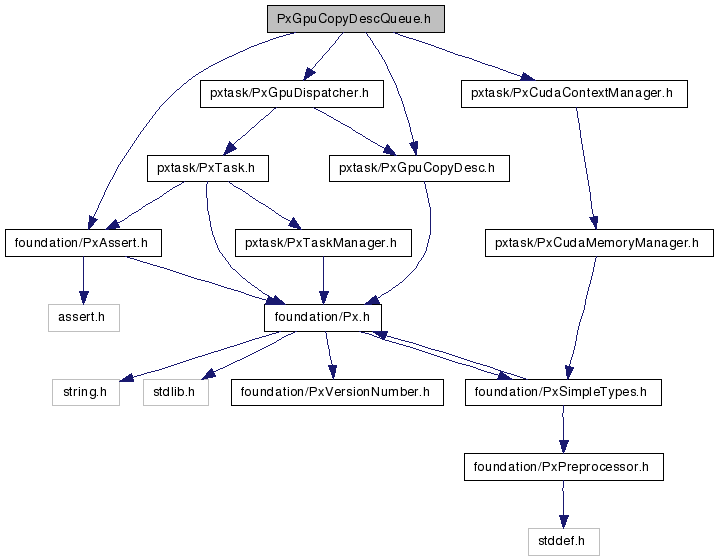 PxGpuCopyDescQueue.h
pxtask/PxGpuDispatcher.h
pxtask/PxCudaContextManager.h
pxtask/PxTask.h
pxtask/PxGpuCopyDesc.h
foundation/PxAssert.h
pxtask/PxTaskManager.h
pxtask/PxCudaMemoryManager.h
assert.h
foundation/Px.h
string.h
stdlib.h
foundation/PxVersionNumber.h
foundation/PxSimpleTypes.h
foundation/PxPreprocessor.h
stddef.h